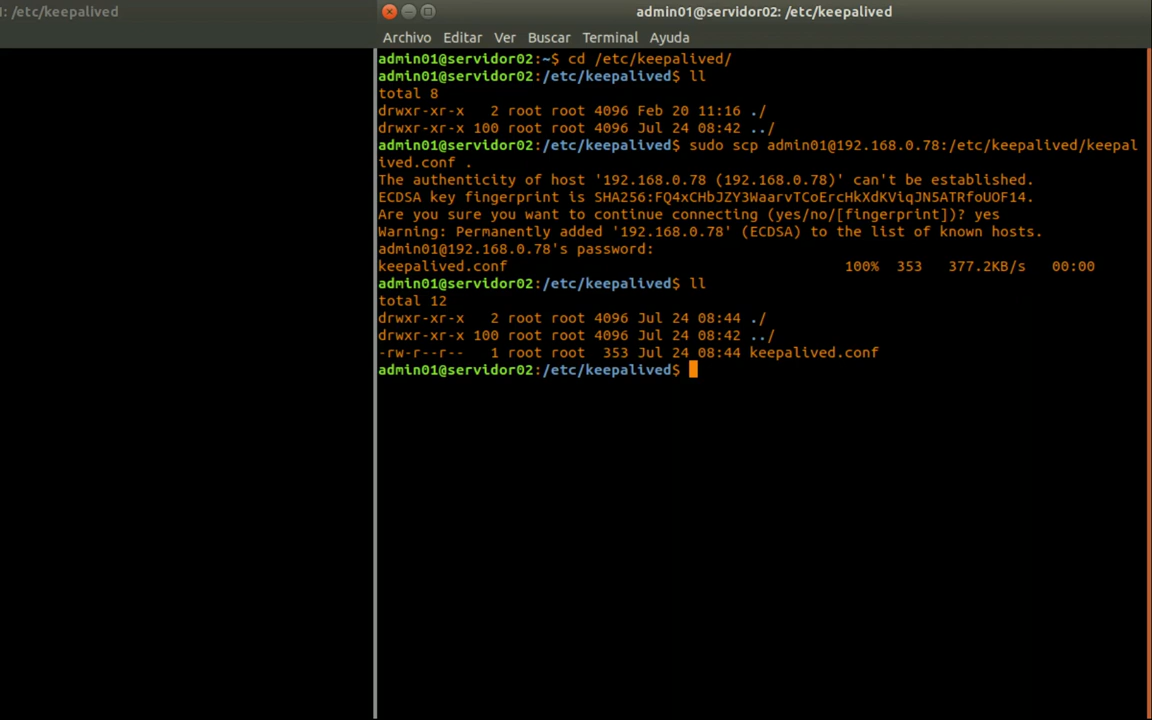 1: /etc/keepalived
admin01@servidor02: /etc/keepalived
Archivo Editar Ver Buscar Terminal Ayuda
admin01@servidor02:~$ cd /etc/keepalived/
admin01@servidor02:/etc/keepalived$ ll
total 8
drwxr-xr-x   2 root root 4096 Feb 20 11:16 ./
drwxr-xr-x 100 root root 4096 Jul 24 08:42 ../
admin01@servidor02:/etc/keepalived$ sudo scp admin01@192.168.0.78:/etc/keepalived/keepal
ived.conf .
The authenticity of host '192.168.0.78 (192.168.0.78)' can't be established.
ECDSA key fingerprint is SHA256:FQ4xCHbJZY3WaarvTCoErcHkXdKViqJN5ATRfoUOF14.
Are you sure you want to continue connecting (yes/no/[fingerprint])? yes
Warning: Permanently added '192.168.0.78' (ECDSA) to the list of known hosts.
admin01@192.168.0.78's password:
keepalived.conf                                       100%  353   377.2KB/s   00:00
admin01@servidor02:/etc/keepalived$ ll
total 12
drwxr-xr-x   2 root root 4096 Jul 24 08:44 ./
drwxr-xr-x 100 root root 4096 Jul 24 08:42 ../
-rw-r--r--   1 root root  353 Jul 24 08:44 keepalived.conf
admin01@servidor02:/etc/keepalived$